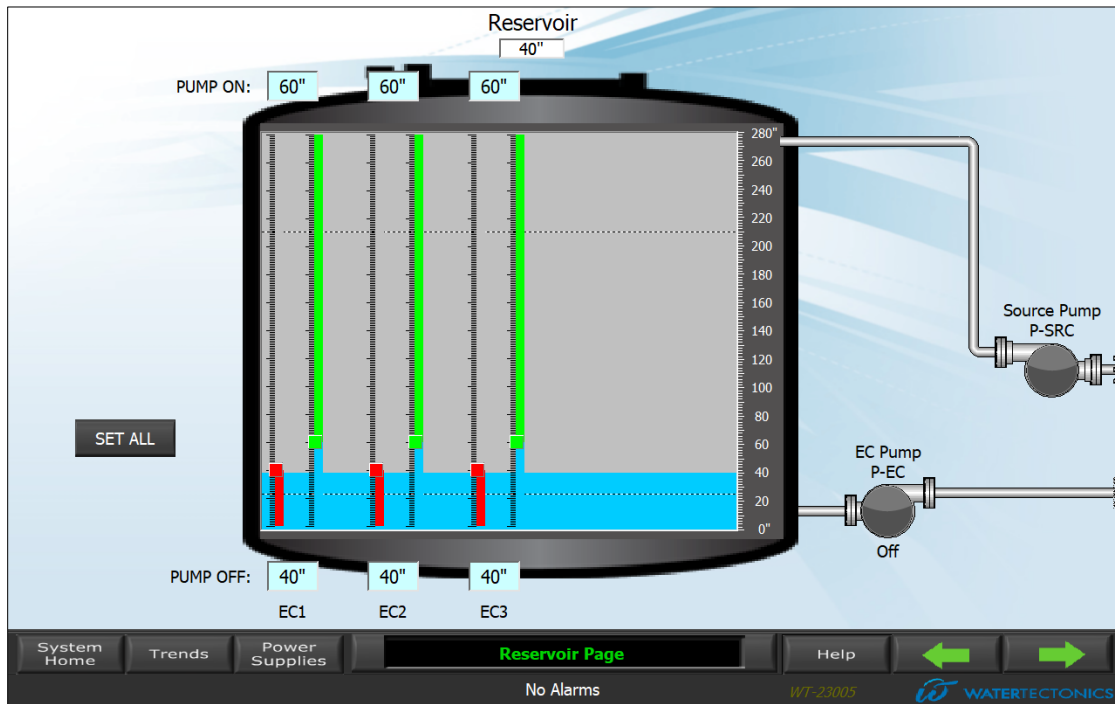 Reservoir
40"
PUMP ON: 60" 60" 60"
280"
260
240
220
200
180
160
140
120
100
80
60
40
20
0"
Source Pump
P-SRC
SET ALL
EC Pump
P-EC
Off
PUMP OFF: 40" 40" 40"
EC1 EC2 EC3
System
Home
Trends
Power
Supplies
Reservoir Page
Help
No Alarms
WT-23005
WATERTECTONICS